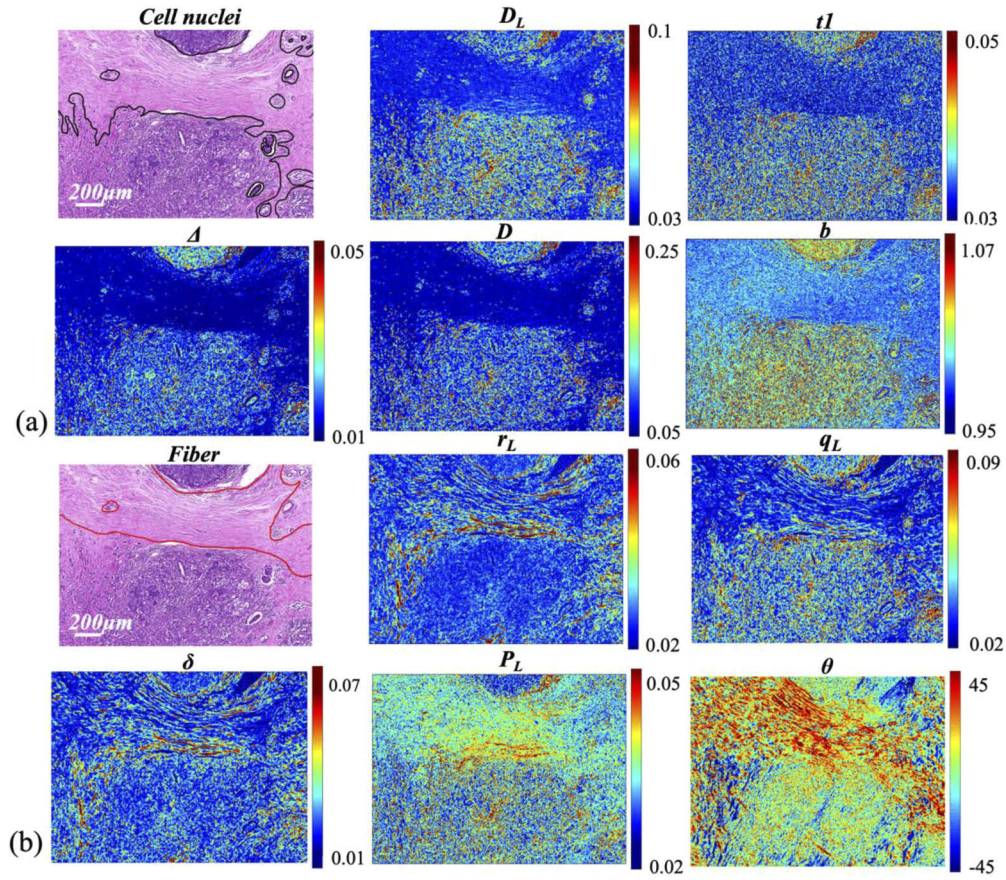 Cell nuclei
D_L
t1
200μm
0.1
0.03
0.05
0.03
Δ
D
b
0.05
0.01
0.25
0.05
1.07
0.95
(a)
Fiber
r_L
q_L
200μm
0.06
0.02
0.09
0.02
δ
P_L
θ
0.07
0.01
0.05
0.02
45
-45
(b)